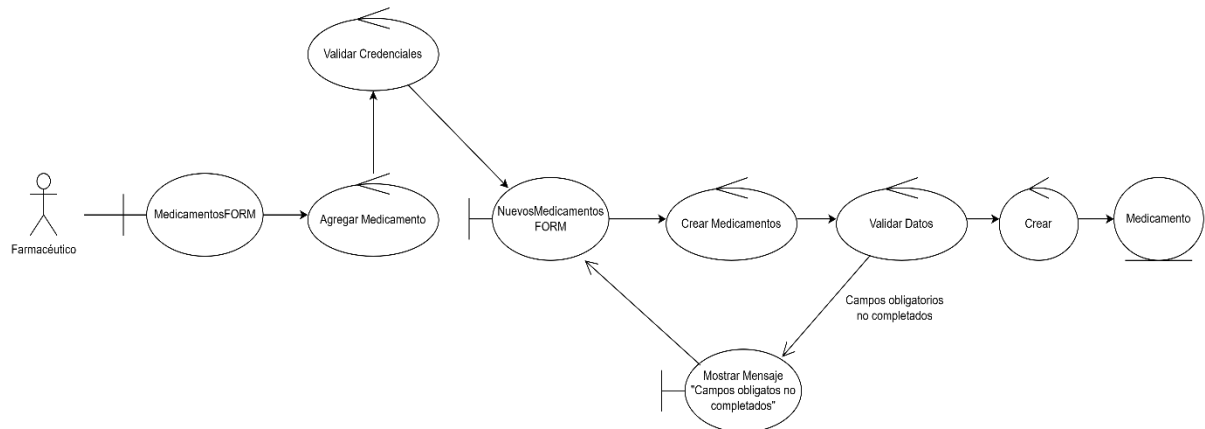 Validar Credenciales
Farmacéutico
MedicamentosFORM
Agregar Medicamento
NuevosMedicamentos
FORM
Crear Medicamentos
Validar Datos
Crear
Medicamento
Campos obligatorios
no completados
Mostrar Mensaje
"Campos obligatos no
completados"